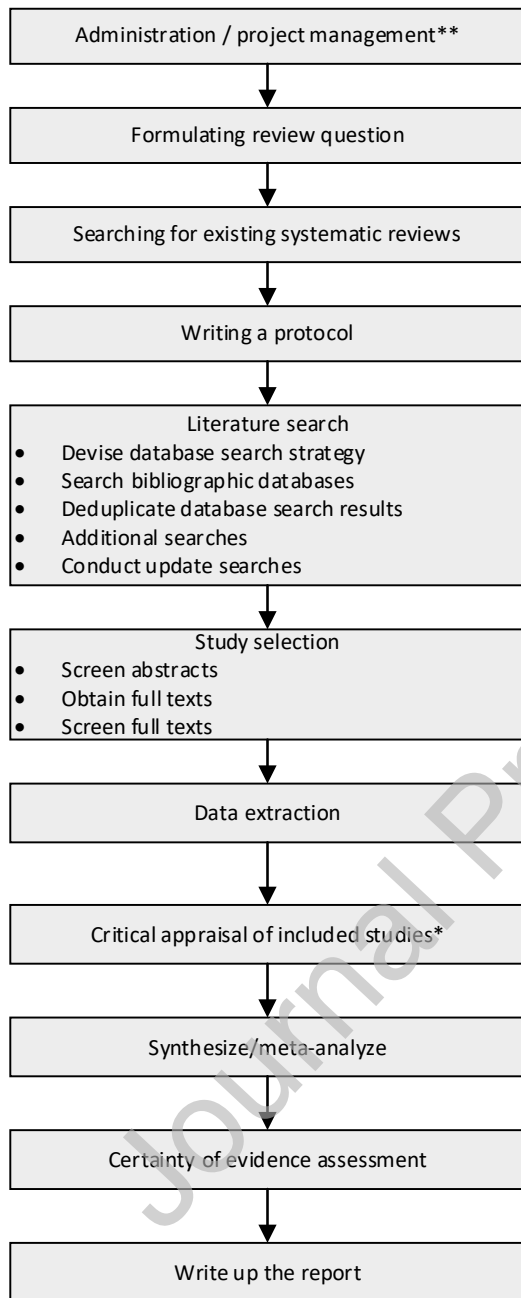 Administration / project management**
Formulating review question
Searching for existing systematic reviews
Writing a protocol
Literature search
• Devise database search strategy
• Search bibliographic databases
• Deduplicate database search results
• Additional searches
• Conduct update searches
Study selection
• Screen abstracts
• Obtain full texts
• Screen full texts
Data extraction
Critical appraisal of included studies*
Synthesize/meta-analyze
Certainty of evidence assessment
Write up the report
Journal Pr